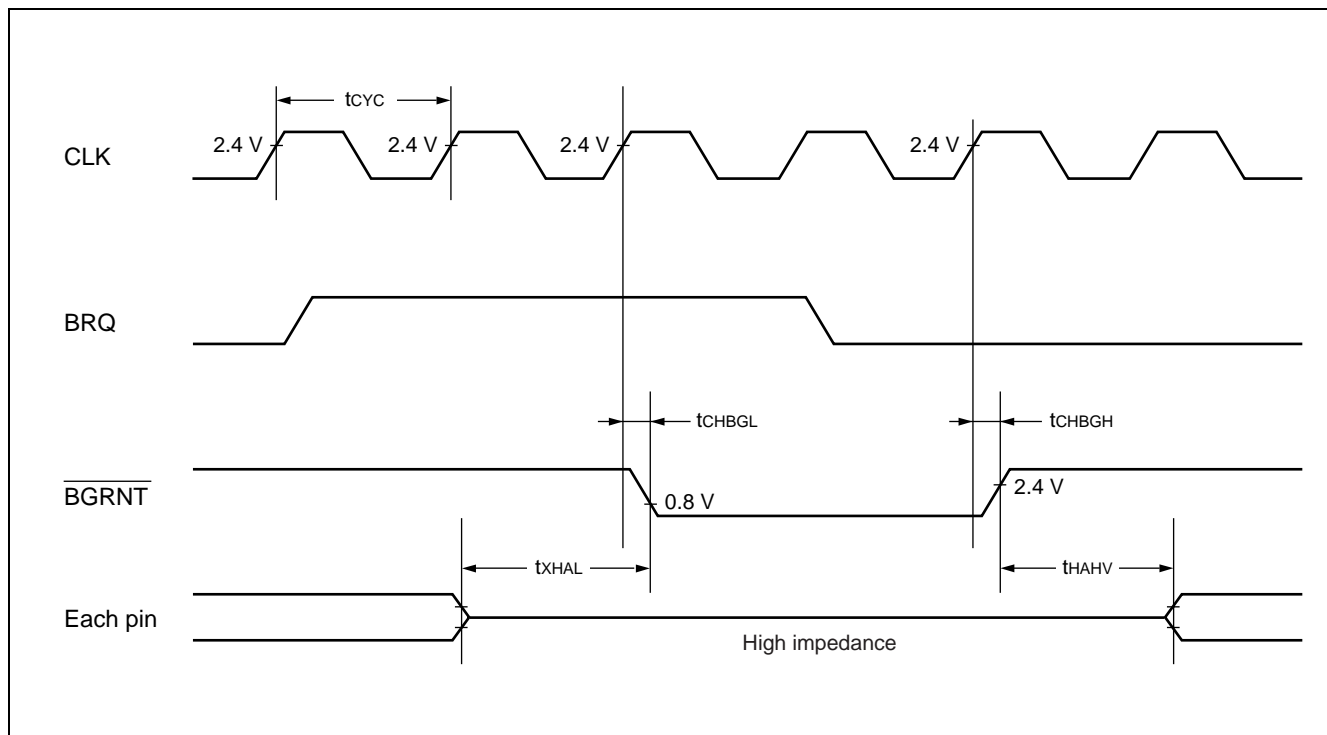 tCYC
CLK
2.4 V
2.4 V
2.4 V
2.4 V
BRQ
tCHBGL
tCHBGH
BGRNT
0.8 V
2.4 V
tXHAL
tHAHV
Each pin
High impedance